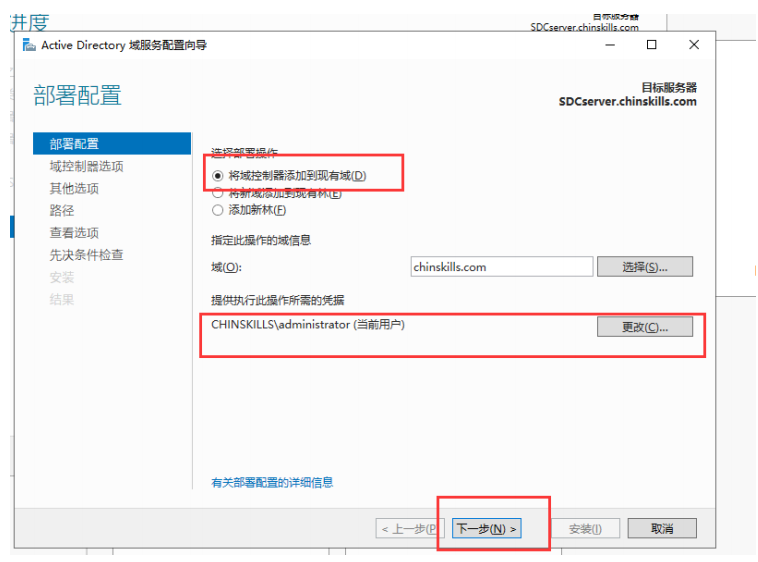 进度
目标服务器
SDCserver.chinskills.com
Active Directory 域服务配置向导
部署配置
目标服务器
SDCserver.chinskills.com
部署配置
域控制器选项
其他选项
路径
查看选项
先决条件检查
安装
结果
选择部署操作
将域控制器添加到现有域(D)
将新域添加到现有林(E)
添加新林(F)
指定此操作的域信息
域(O):
chinskills.com
选择(S)...
提供执行此操作所需的凭据
CHINSKILLS\administrator (当前用户)
更改(C)...
有关部署配置的详细信息
< 上一步(P)
下一步(N) >
安装(I)
取消